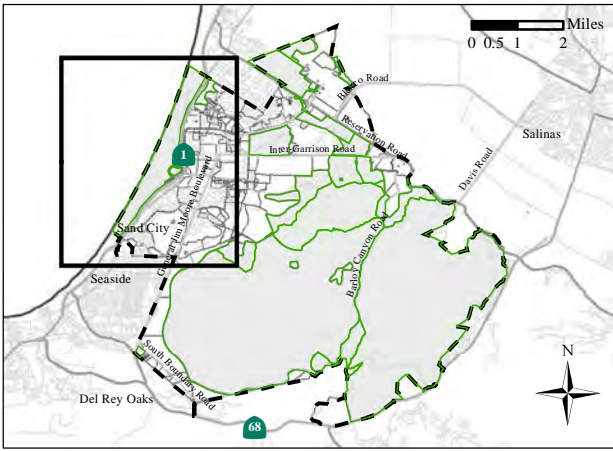 Miles
0 0.5 1 2
Blanco Road
Reservation Road
Salinas
Inter-Garrison Road
1
Davis Road
General Jim Moore Boulevard
Sand City
Barloy Canyon Road
Seaside
South Boundary Road
N
Del Rey Oaks
68